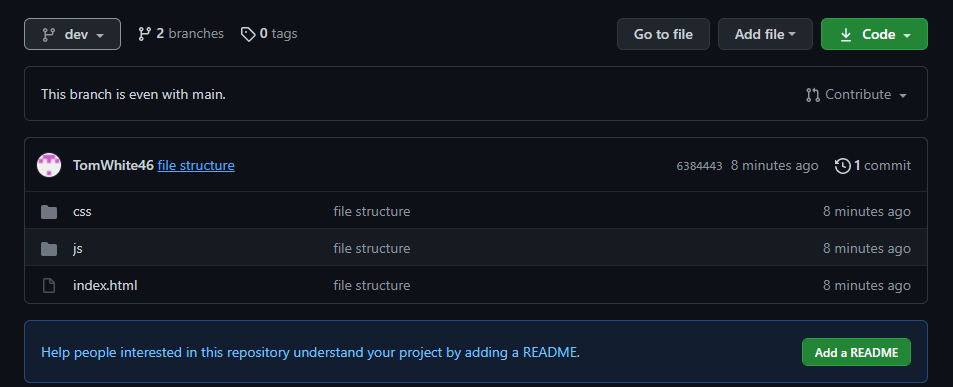 dev 2 branches 0 tags Go to file Add file Code
This branch is even with main. Contribute
TomWhite46 file structure 6384443 8 minutes ago 1 commit
css file structure 8 minutes ago
js file structure 8 minutes ago
index.html file structure 8 minutes ago
Help people interested in this repository understand your project by adding a README. Add a README